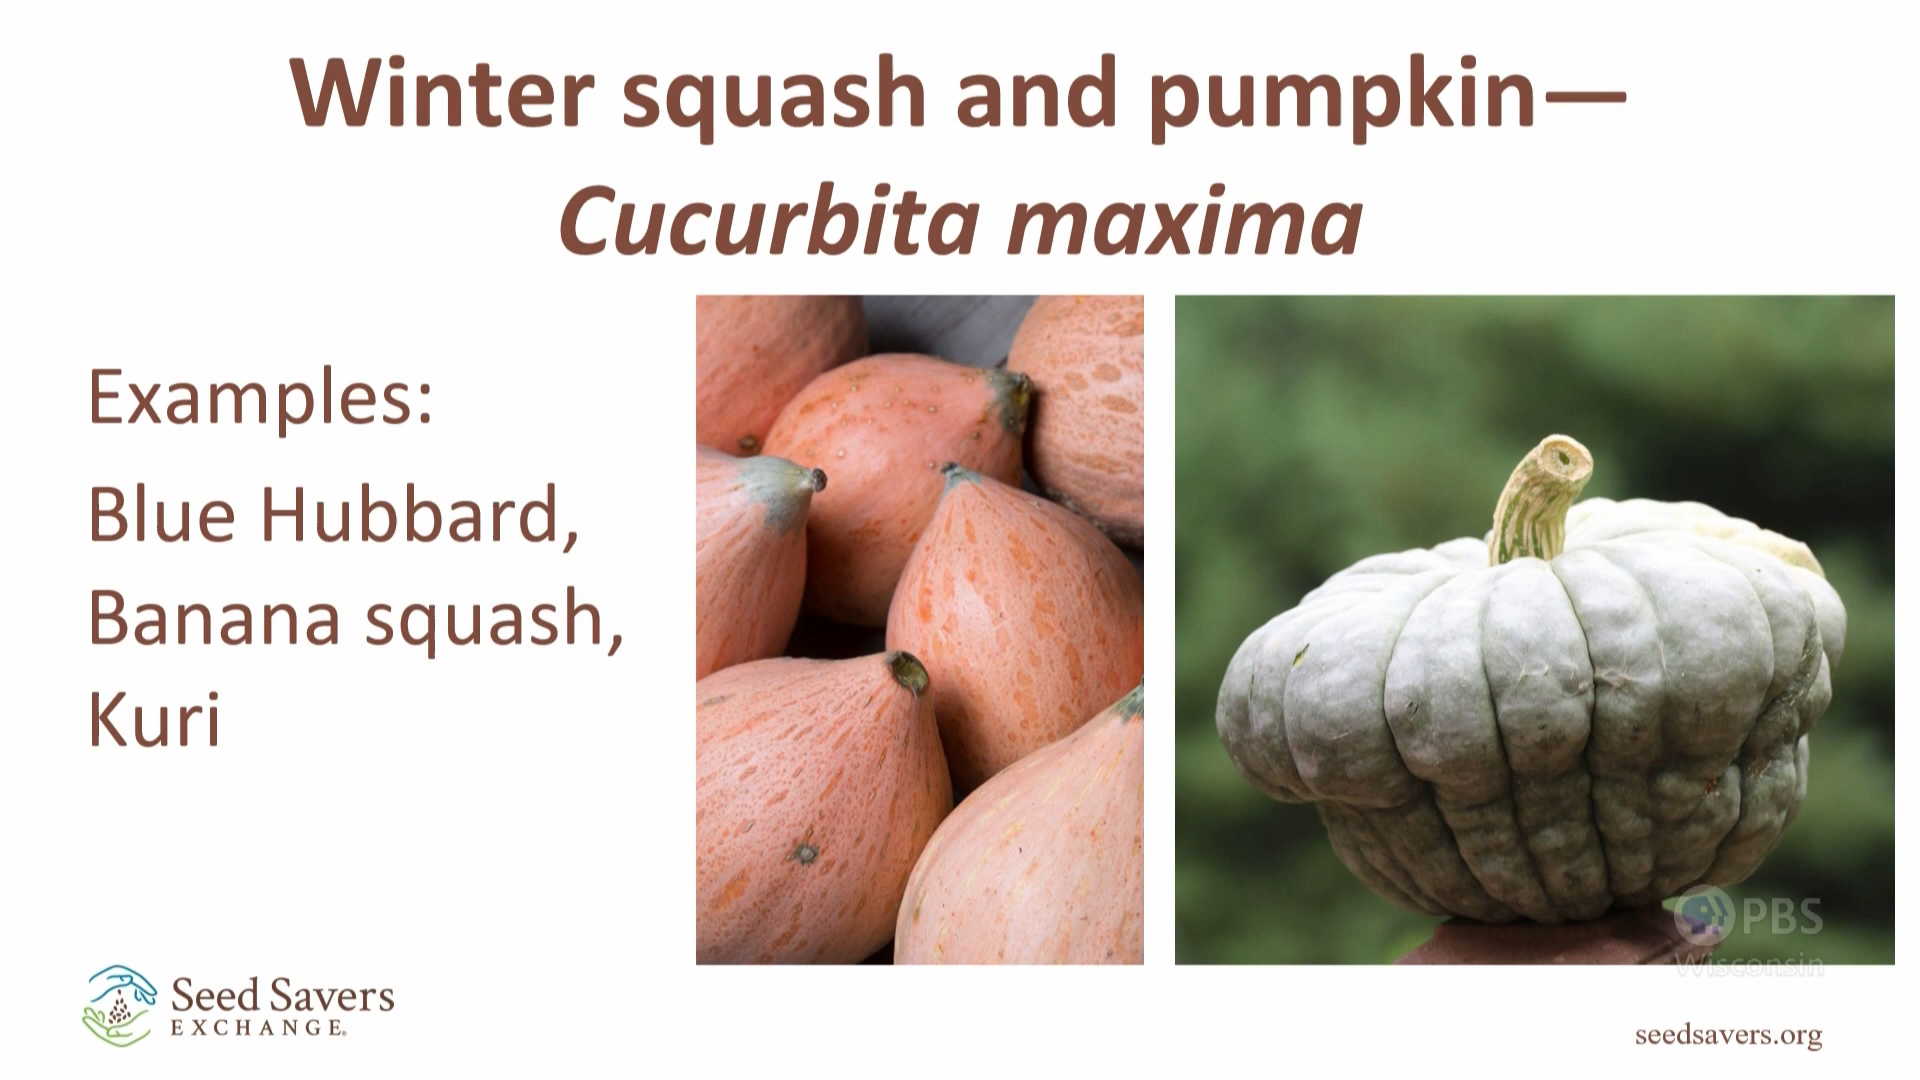 Winter squash and pumpkin—
Cucurbita maxima
Examples:
Blue Hubbard,
Banana squash,
Kuri
PBS
Wisconsin
Seed Savers
EXCHANGE.
seedsavers.org